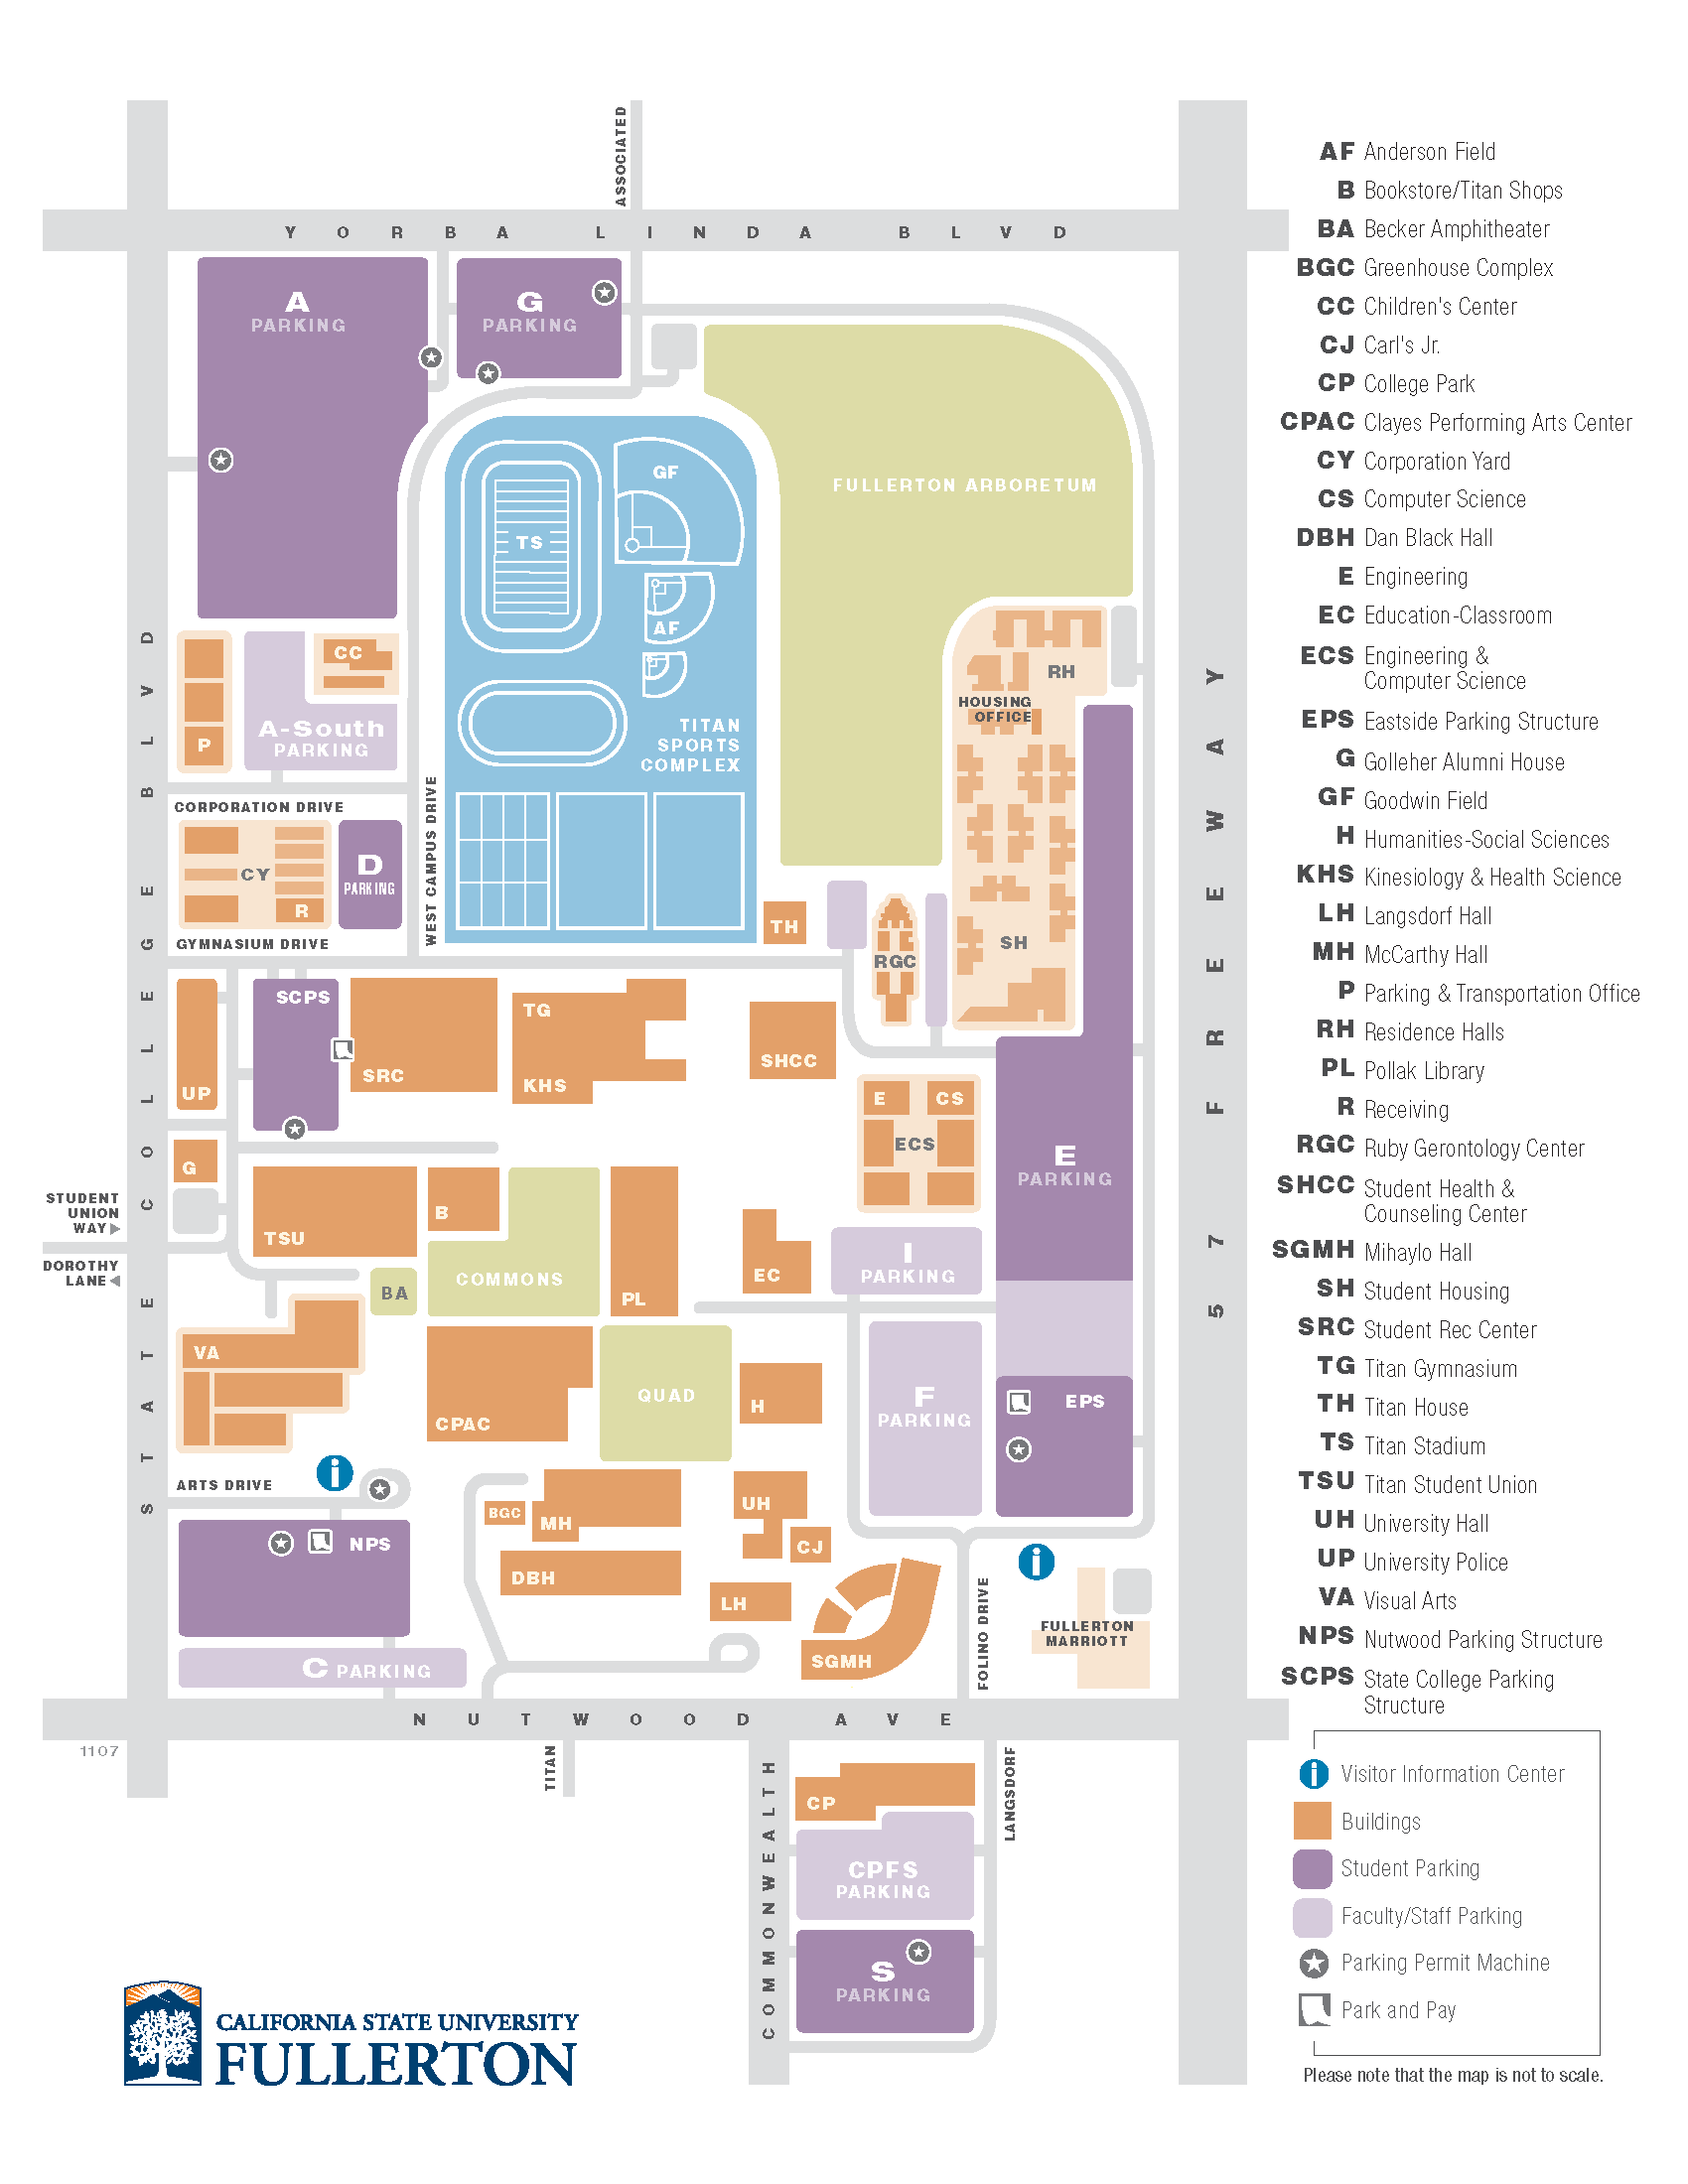 ASSOCIATED
YORBA LINDA BLVD
A
PARKING
G
PARKING
FULLERTON ARBORETUM
GF
TS
AF
TITAN
SPORTS
COMPLEX
RH
HOUSING
OFFICE
SH
CC
P
A-South
PARKING
CORPORATION DRIVE
CY
R
D
PARKING
GYMNASIUM DRIVE
WEST CAMPUS DRIVE
STATE COLLEGE BLVD
57 FREEWAY
TH
RGC
UP
SCPS
SRC
TG
KHS
SHCC
E
CS
ECS
E
PARKING
G
STUDENT
UNION
WAY
DOROTHY
LANE
TSU
B
COMMONS
BA
PL
EC
I
PARKING
VA
CPAC
QUAD
H
F
PARKING
EPS
ARTS DRIVE
i
NPS
BGC
MH
DBH
UH
CJ
LH
SGMH
i
FOLINO DRIVE
FULLERTON
MARRIOTT
C PARKING
NUTWOOD AVE
1107
TITAN
COMMONWEALTH
LANGSDORF
CP
CPFS
PARKING
S
PARKING
CALIFORNIA STATE UNIVERSITY
FULLERTON
AF Anderson Field
B Bookstore/Titan Shops
BA Becker Amphitheater
BGC Greenhouse Complex
CC Children's Center
CJ Carl's Jr.
CP College Park
CPAC Clayes Performing Arts Center
CY Corporation Yard
CS Computer Science
DBH Dan Black Hall
E Engineering
EC Education-Classroom
ECS Engineering &
Computer Science
EPS Eastside Parking Structure
G Golleher Alumni House
GF Goodwin Field
H Humanities-Social Sciences
KHS Kinesiology & Health Science
LH Langsdorf Hall
MH McCarthy Hall
P Parking & Transportation Office
RH Residence Halls
PL Pollak Library
R Receiving
RGC Ruby Gerontology Center
SHCC Student Health &
Counseling Center
SGMH Mihaylo Hall
SH Student Housing
SRC Student Rec Center
TG Titan Gymnasium
TH Titan House
TS Titan Stadium
TSU Titan Student Union
UH University Hall
UP University Police
VA Visual Arts
NPS Nutwood Parking Structure
SCPS State College Parking
Structure
i Visitor Information Center
Buildings
Student Parking
Faculty/Staff Parking
Parking Permit Machine
Park and Pay
Please note that the map is not to scale.